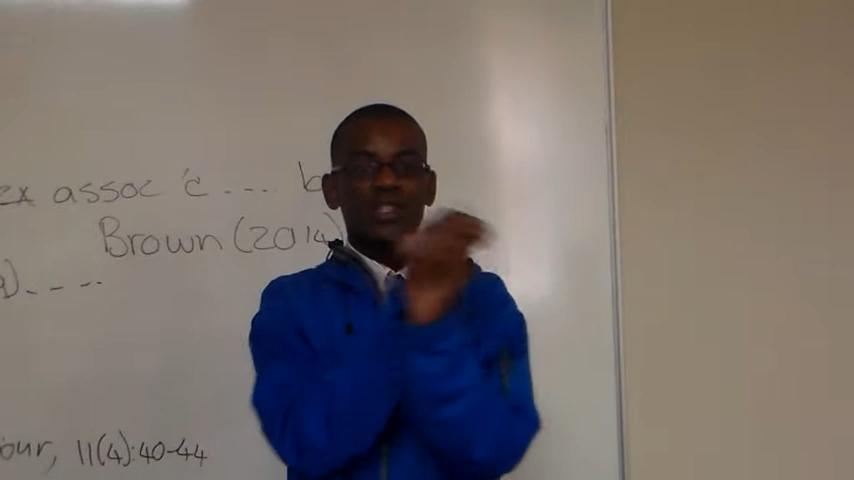 ex assoc ē .... b
Brown (2014)
a)....
our, 11(4):40-44